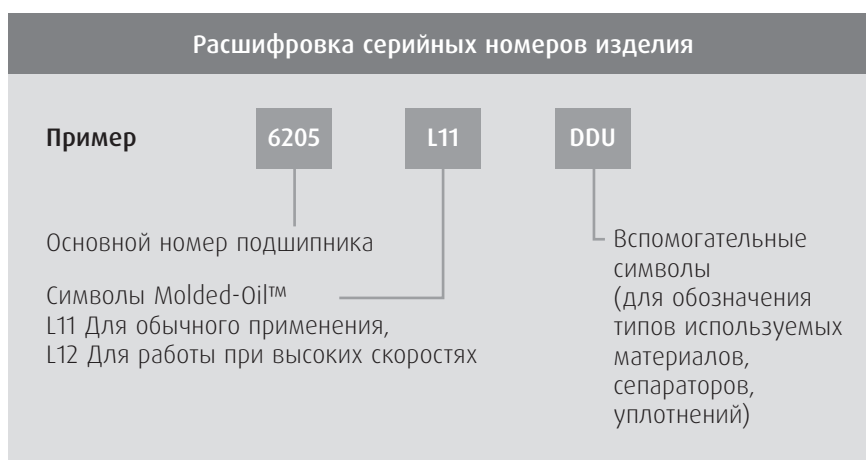 Расшифровка серийных номеров изделия
Пример 6205 L11 DDU
Основной номер подшипника
Символы Molded-Oil™
L11 Для обычного применения,
L12 Для работы при высоких скоростях
Вспомогательные
символы
(для обозначения
типов используемых
материалов,
сепараторов,
уплотнений)